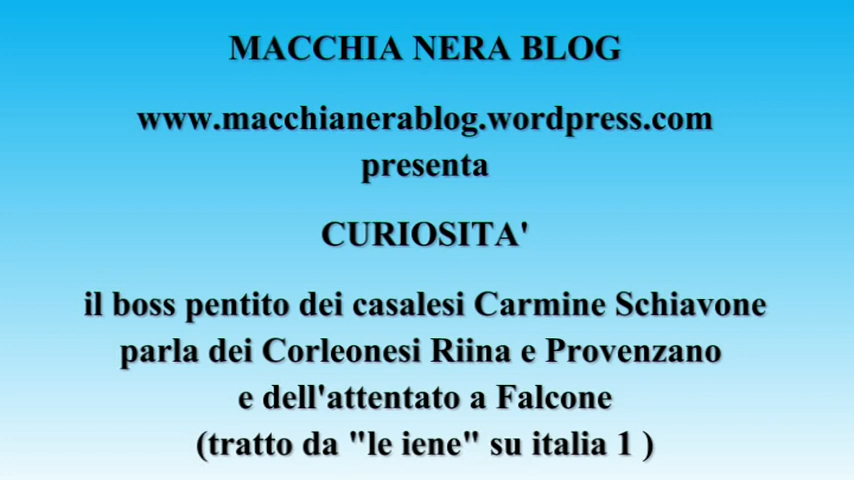 MACCHIA NERA BLOG
www.macchianerablog.wordpress.com
presenta
CURIOSITA'
il boss pentito dei casalesi Carmine Schiavone
parla dei Corleonesi Riina e Provenzano
e dell'attentato a Falcone
(tratto da "le iene" su italia 1 )